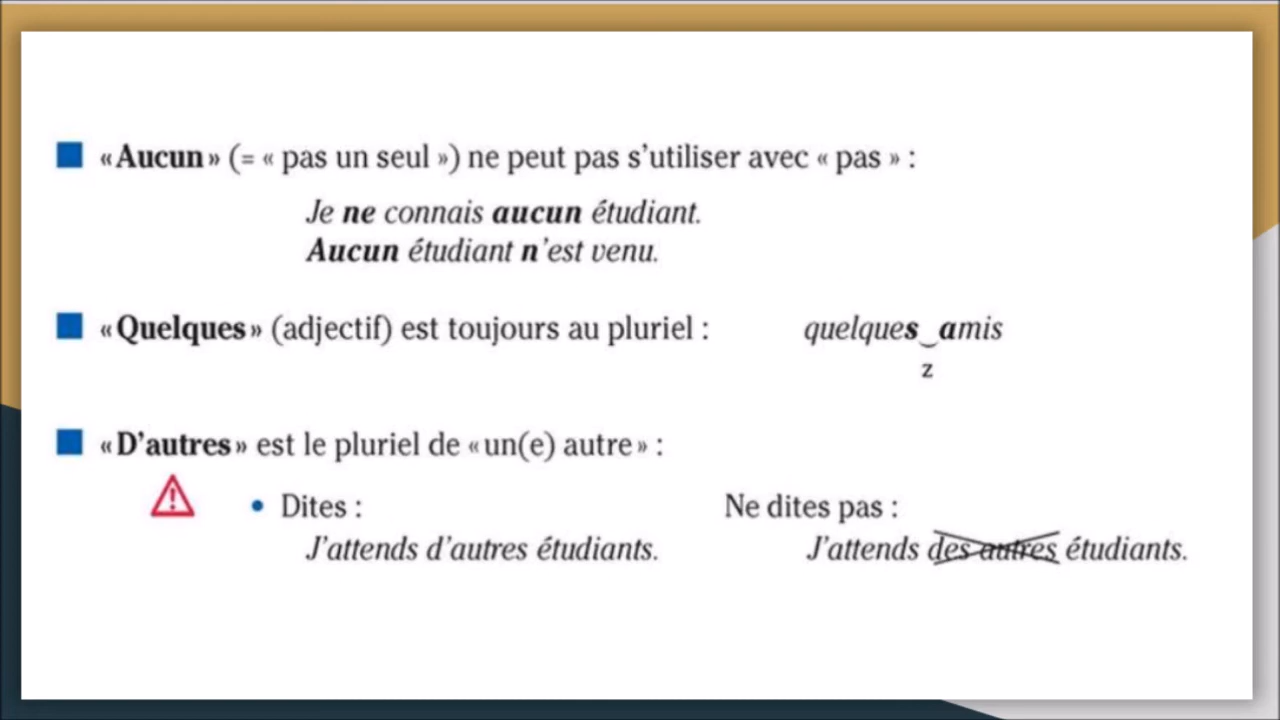 «Aucun» (= « pas un seul ») ne peut pas s’utiliser avec « pas » :
Je ne connais aucun étudiant.
Aucun étudiant n’est venu.
«Quelques» (adjectif) est toujours au pluriel : quelques‿amis
z
«D’autres» est le pluriel de «un(e) autre» :
• Dites : Ne dites pas :
J’attends d’autres étudiants. J’attends des autres étudiants.